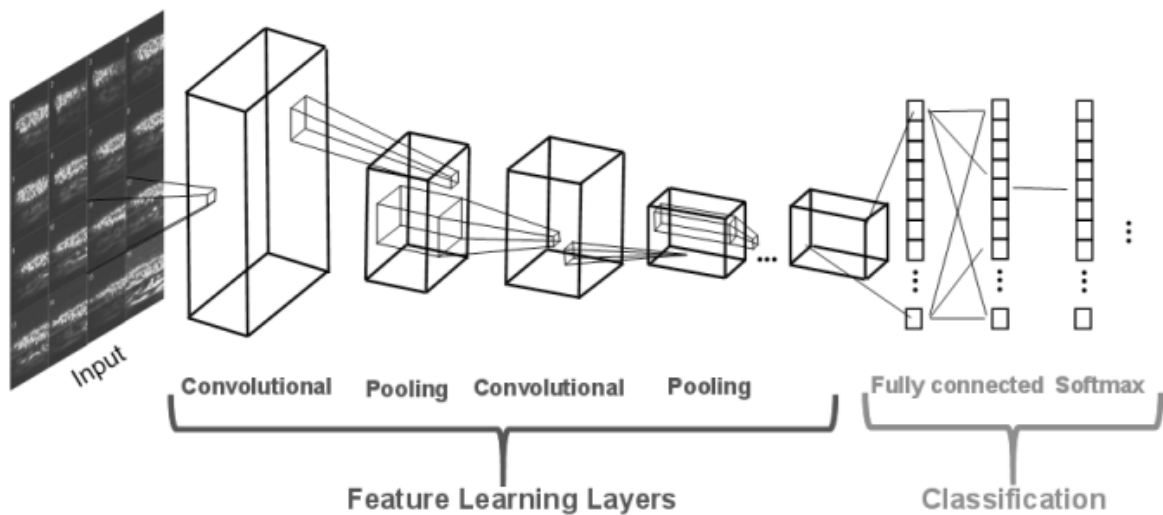 Input
Convolutional Pooling Convolutional Pooling Fully connected Softmax
Feature Learning Layers Classification